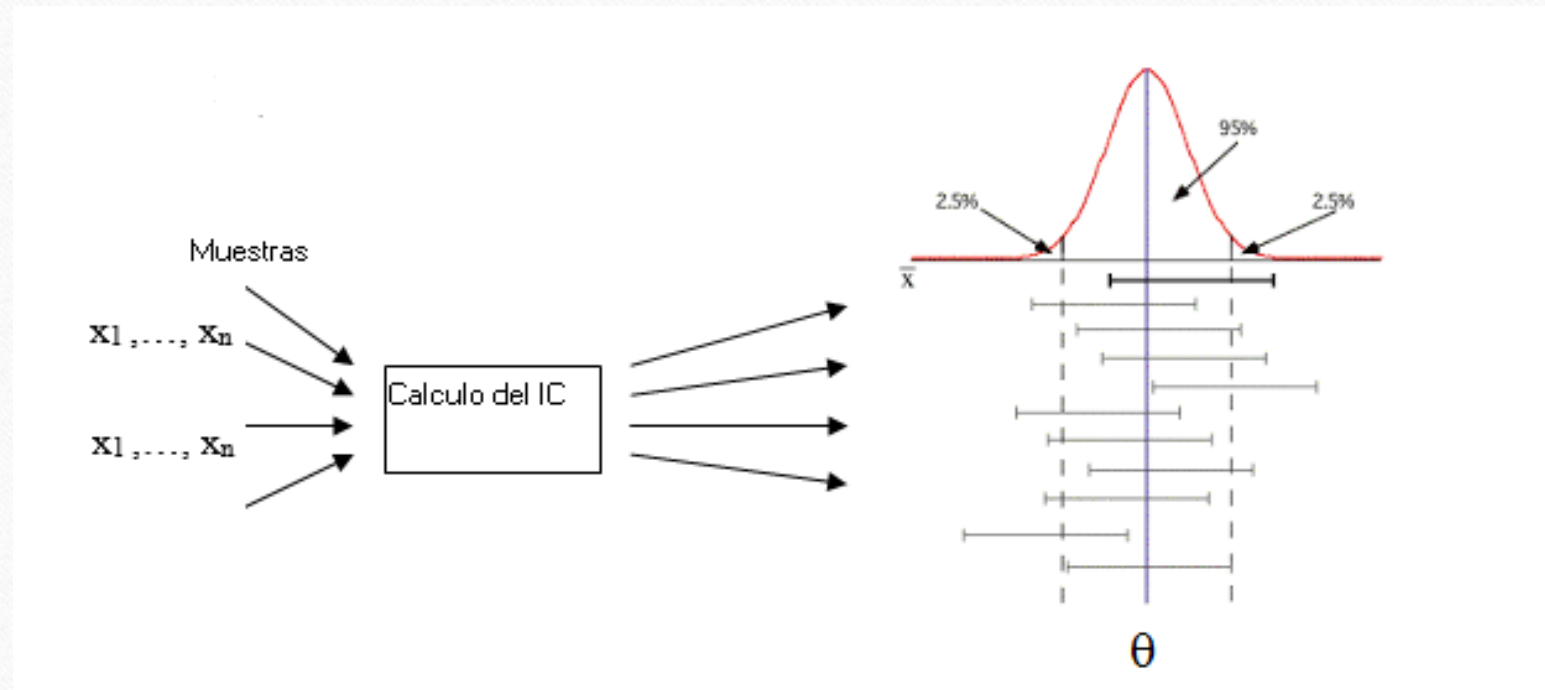 Muestras
x1 ,…, xn
x1 ,…, xn
Calculo del IC
95%
2.5%
2.5%
x̅
θ